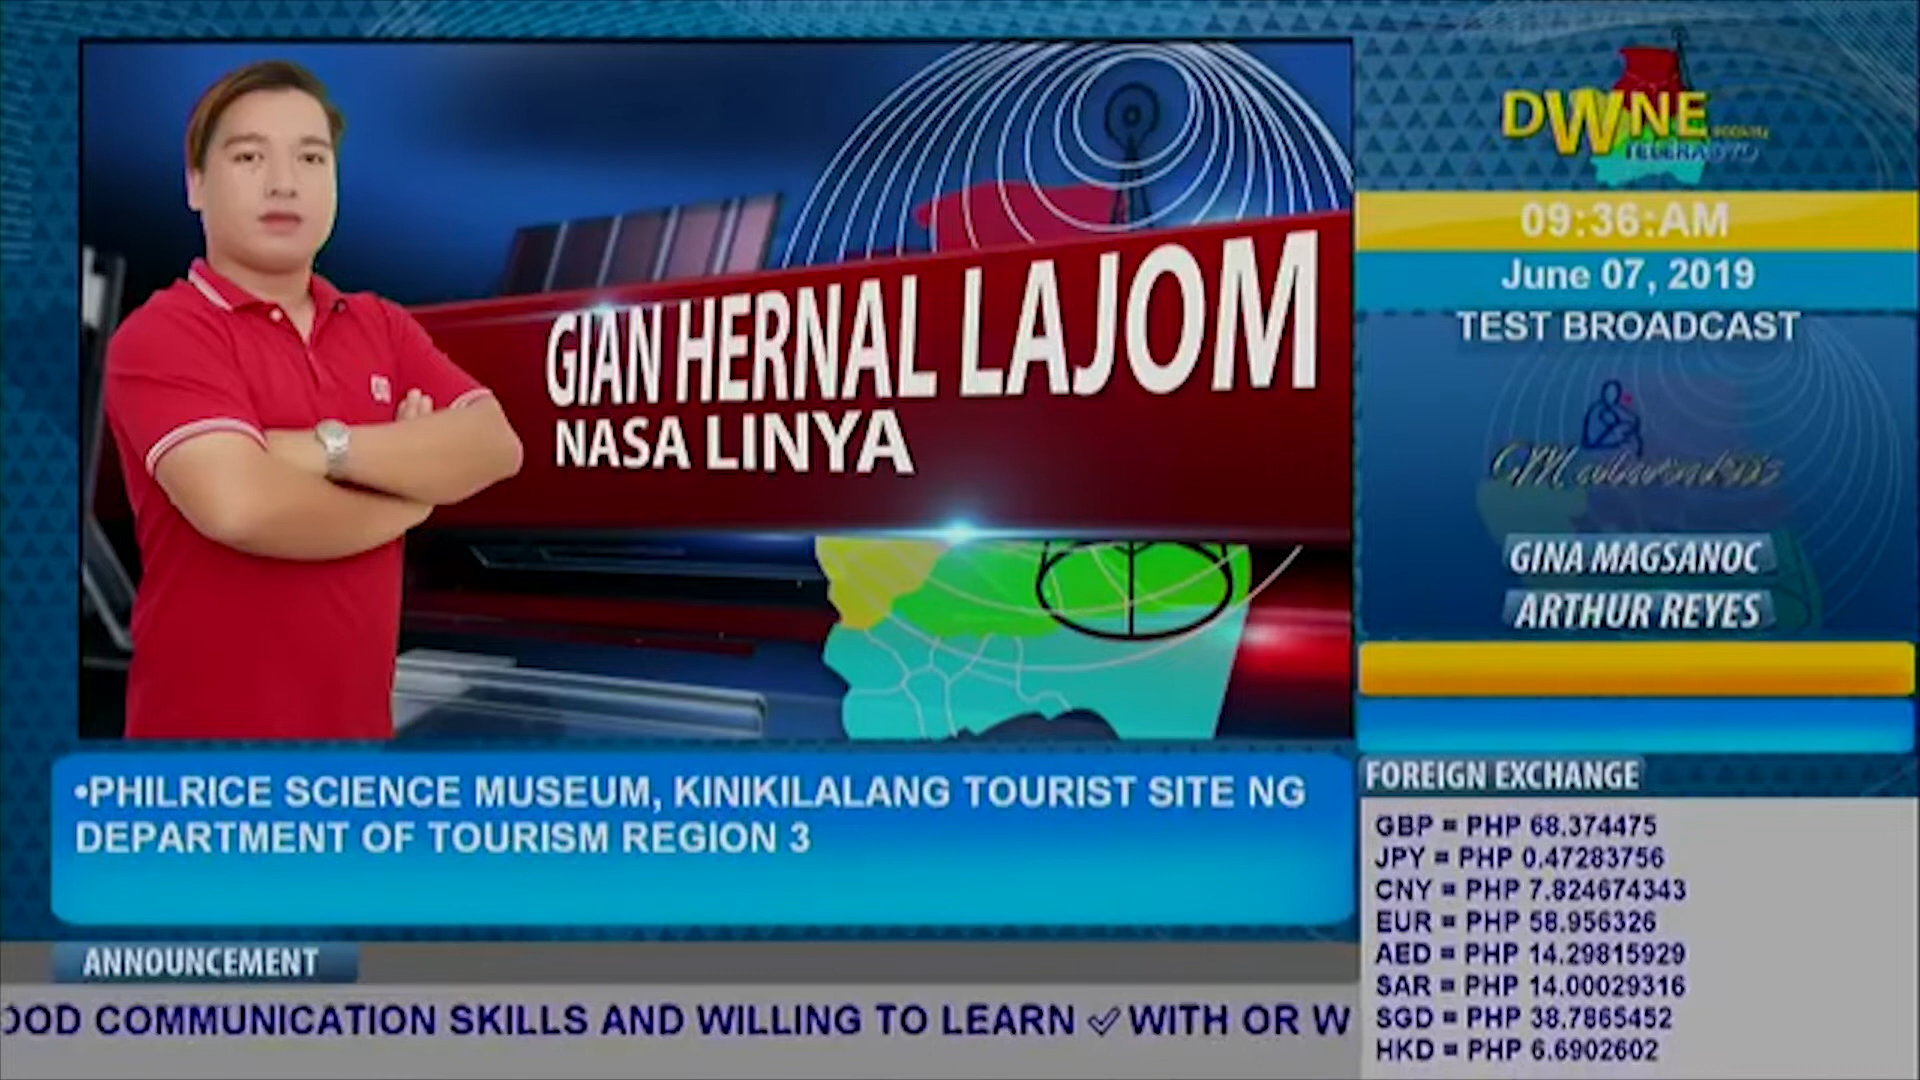 GIAN HERNAL LAJOM
NASA LINYA
•PHILRICE SCIENCE MUSEUM, KINIKILALANG TOURIST SITE NG
DEPARTMENT OF TOURISM REGION 3
ANNOUNCEMENT
OOD COMMUNICATION SKILLS AND WILLING TO LEARN ✓ WITH OR W
DWNE
TELERADYO
09:36:AM
June 07, 2019
TEST BROADCAST
GINA MAGSANOC
ARTHUR REYES
FOREIGN EXCHANGE
GBP = PHP 68.374475
JPY = PHP 0.47283756
CNY = PHP 7.824674343
EUR = PHP 58.956326
AED = PHP 14.29815929
SAR = PHP 14.00029316
SGD = PHP 38.7865452
HKD = PHP 6.6902602